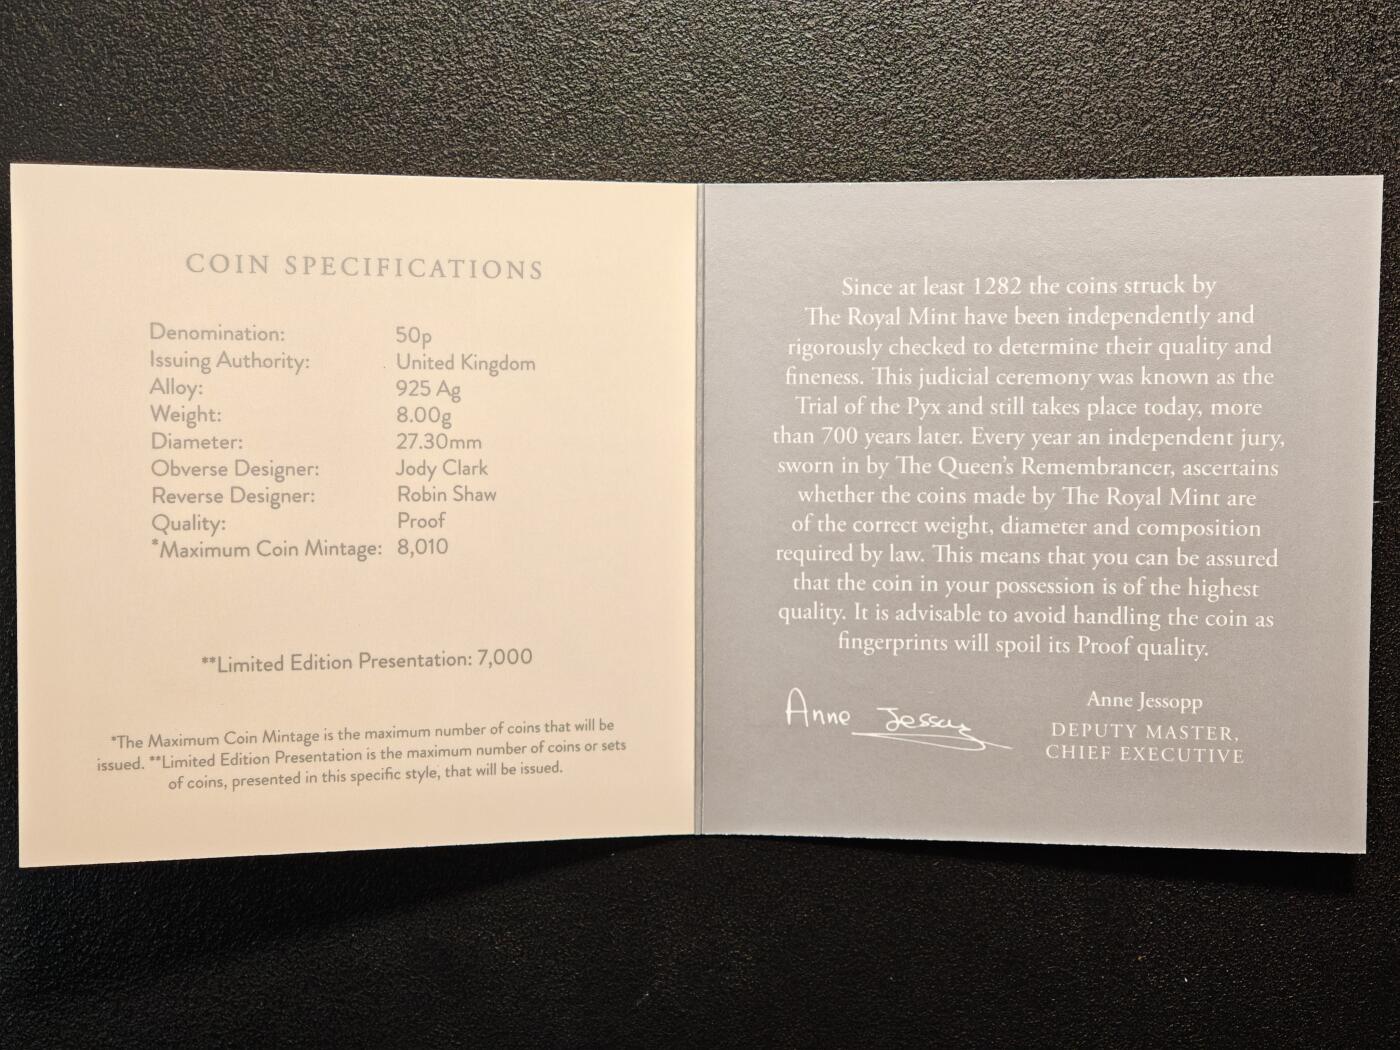 COIN SPECIFICATIONS
Denomination: 50p
Issuing Authority: United Kingdom
Alloy: 925 Ag
Weight: 8.00g
Diameter: 27.30mm
Obverse Designer: Jody Clark
Reverse Designer: Robin Shaw
Quality: Proof
*Maximum Coin Mintage: 8,010
**Limited Edition Presentation: 7,000
*The Maximum Coin Mintage is the maximum number of coins that will be
issued. **Limited Edition Presentation is the maximum number of coins or sets
of coins, presented in this specific style, that will be issued.
Since at least 1282 the coins struck by
The Royal Mint have been independently and
rigorously checked to determine their quality and
fineness. This judicial ceremony was known as the
Trial of the Pyx and still takes place today, more
than 700 years later. Every year an independent jury,
sworn in by The Queen's Remembrancer, ascertains
whether the coins made by The Royal Mint are
of the correct weight, diameter and composition
required by law. This means that you can be assured
that the coin in your possession is of the highest
quality. It is advisable to avoid handling the coin as
fingerprints will spoil its Proof quality.
Anne Jessopp
Anne Jessopp
DEPUTY MASTER,
CHIEF EXECUTIVE